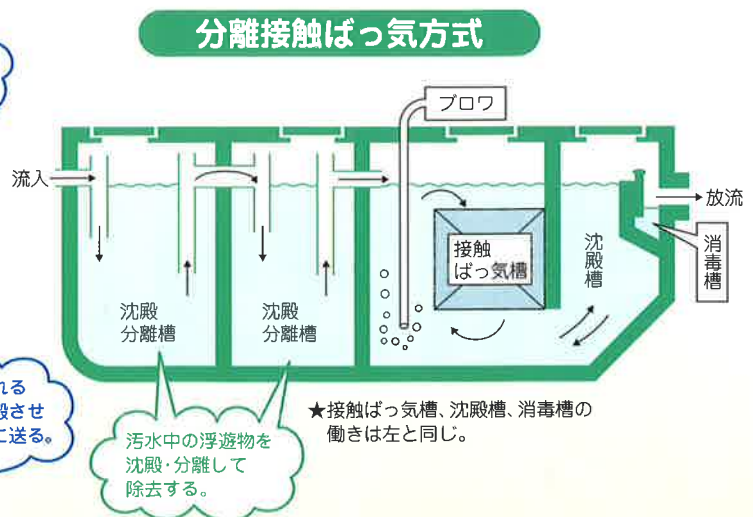 分離接触ばっ気方式
ブロワ
流入
放流
接触
ばっ気槽
沈殿槽
消毒槽
沈殿
分離槽
沈殿
分離槽
れる
殿させ
に送る。
汚水中の浮遊物を
沈殿・分離して
除去する。
★接触ばっ気槽、沈殿槽、消毒槽の
働きは左と同じ。